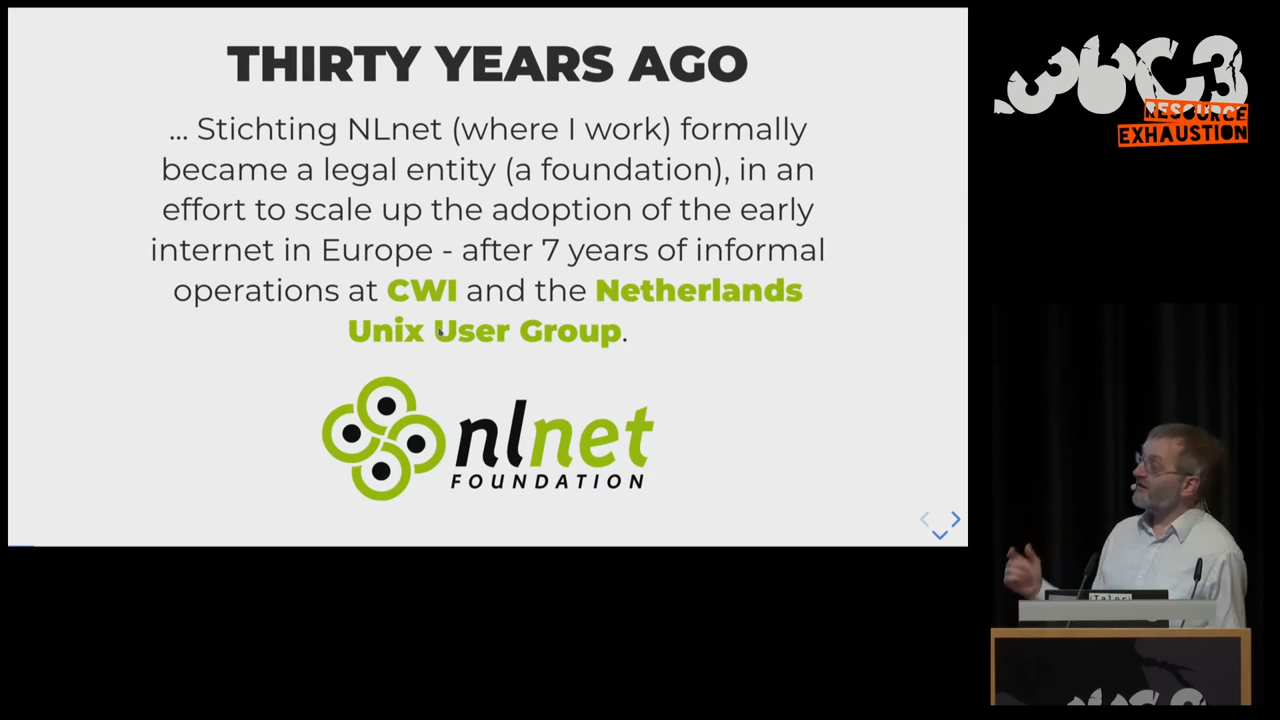 THIRTY YEARS AGO
... Stichting NLnet (where I work) formally
became a legal entity (a foundation), in an
effort to scale up the adoption of the early
internet in Europe - after 7 years of informal
operations at CWI and the Netherlands
Unix User Group.
nlnet
FOUNDATION
36C3
RESOURCE
EXHAUSTION
Taler